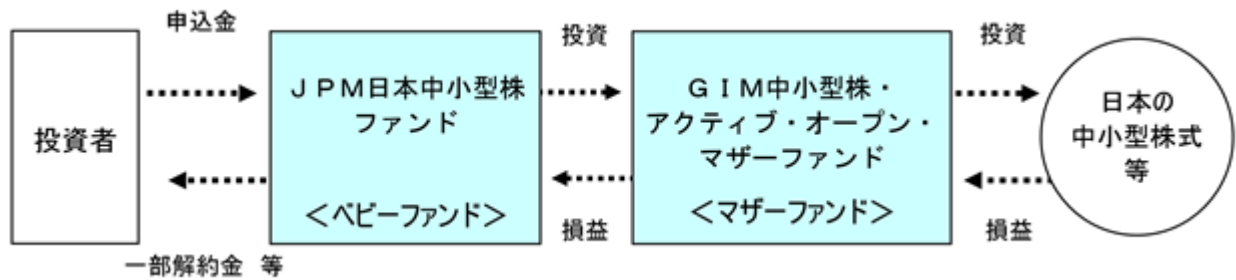 申込金
投資者
一部解約金 等
ＪＰＭ日本中小型株
ファンド
＜ベビーファンド＞
投資
損益
ＧＩＭ中小型株・
アクティブ・オープン・
マザーファンド
＜マザーファンド＞
投資
損益
日本の
中小型株式
等